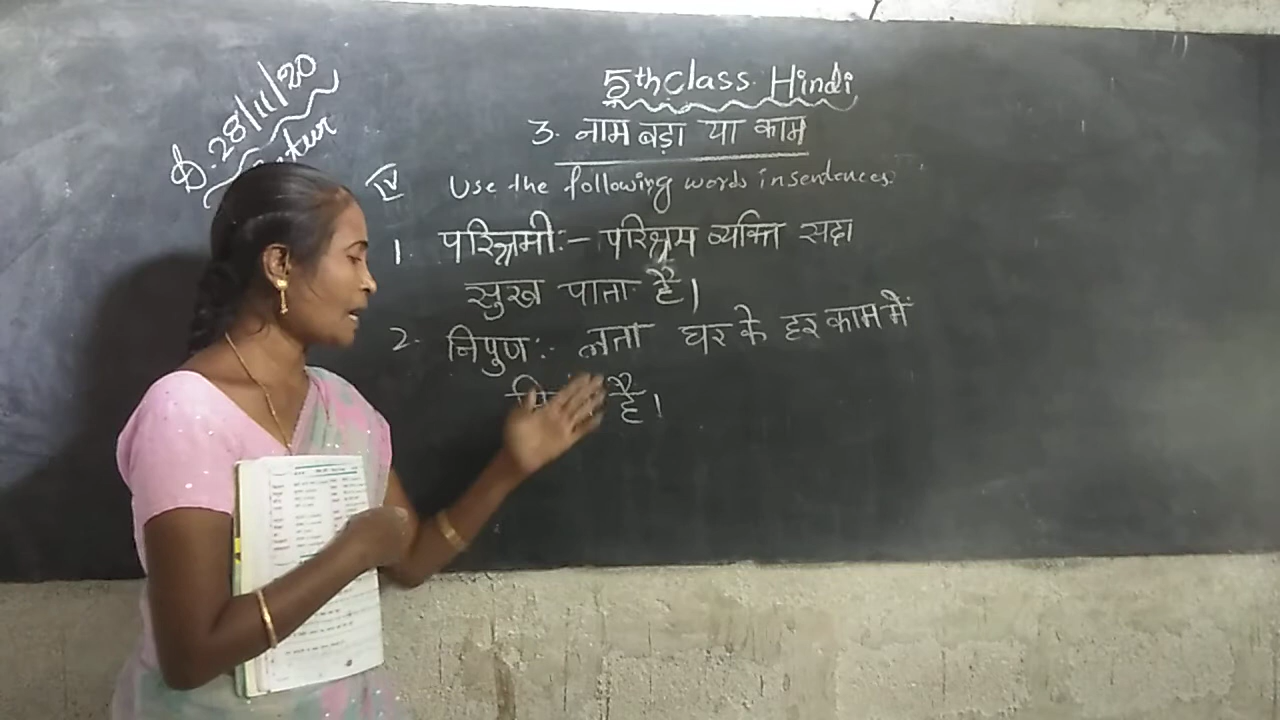 D. 28/11/20
5th Class Hindi
3. नाम बड़ा या काम
IV Use the following words in sentences.
1. परिश्रमी:- परिश्रम व्यक्ति सदा
सुख पाता है।
2. निपुण:- लता घर के हर काम में
है।